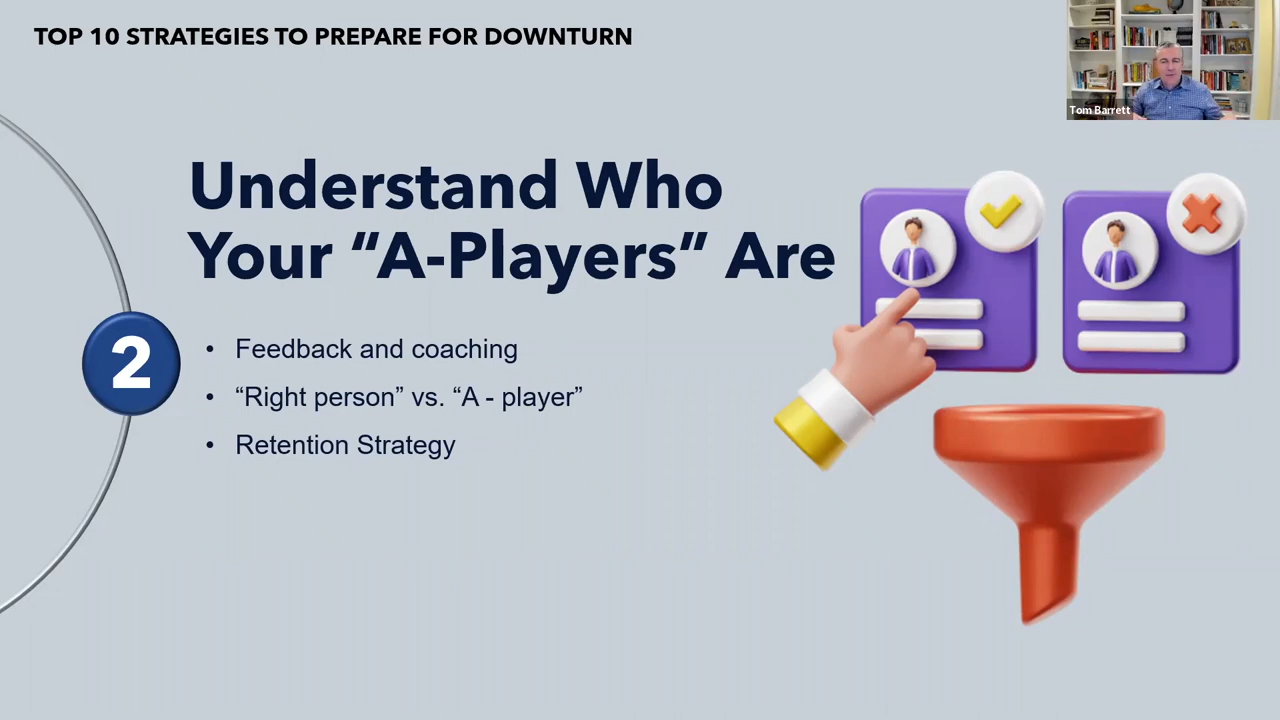 TOP 10 STRATEGIES TO PREPARE FOR DOWNTURN
Tom Barrett
Understand Who
Your “A-Players” Are
2
• Feedback and coaching
• “Right person” vs. “A - player”
• Retention Strategy